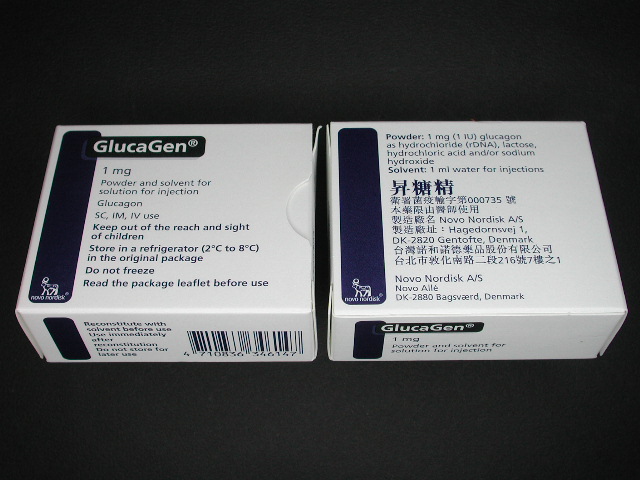 GlucaGen®
1 mg
Powder and solvent for
solution for injection
Glucagon
SC, IM, IV use
Keep out of the reach and sight
of children
Store in a refrigerator (2°C to 8°C)
in the original package
Do not freeze
Read the package leaflet before use
novo nordisk®
Reconstitute with
solvent before use
Use immediately
after
reconstitution
Do not store for
later use
4 710836 346147
Powder: 1 mg (1 IU) glucagon
as hydrochloride (rDNA), lactose,
hydrochloric acid and/or sodium
hydroxide
Solvent: 1 ml water for injections
昇糖精
衛署菌疫輸字第000735 號
本藥限由醫師使用
製造廠名 Novo Nordisk A/S
製造廠址：Hagedornsvej 1,
DK-2820 Gentofte, Denmark
台灣諾和諾德藥品股份有限公司
台北市敦化南路二段216號7樓之1
Novo Nordisk A/S
Novo Allé
DK-2880 Bagsværd, Denmark
novo nordisk®
GlucaGen®
1 mg
Powder and solvent for
solution for injection